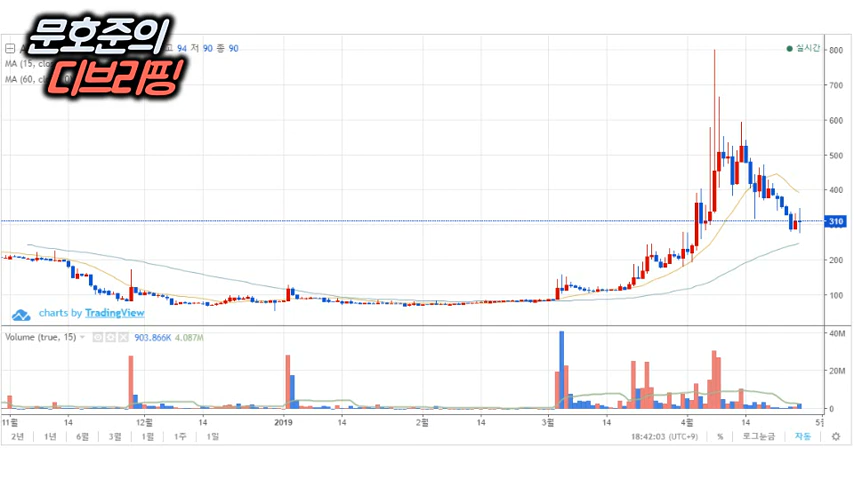 문호준의
디브리핑
94 저 90 종 90
실시간
MA (15,
MA (60,
800
700
600
500
400
310
300
200
100
charts by TradingView
Volume (true, 15) 903.866K 4.087M
40M
20M
0
11월 14 12월 14 2019 14 2월 14 3월 14 4월 14
2년 1년 6월 3월 1월 1주 1일 18:42:03 (UTC+9) % 로그눈금 자동